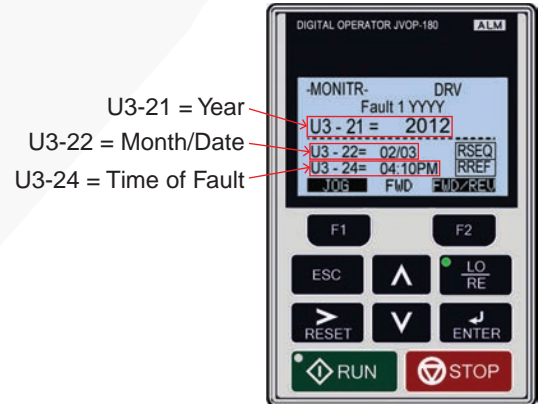 DIGITAL OPERATOR JVOP-180 ALM
-MONITR- DRV
Fault 1 YYYY
U3-21 = Year
U3 - 21 = 2012
U3-22 = Month/Date
U3 - 22= 02/03 RSEQ
U3-24 = Time of Fault
U3 - 24= 04:10PM RREF
JOG FWD FWD/REV
F1 F2
ESC ∧ LO RE
> RESET ∨ ENTER
RUN STOP